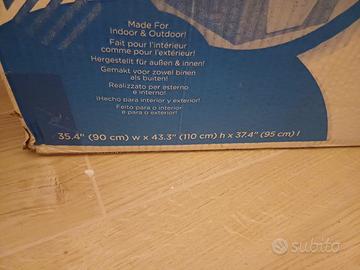 Made For
Indoor & Outdoor!
Fait pour l'intérieur
comme pour l'extérieur!
Hergestellt für außen & innen!
Gemakt voor zowel binen
als buiten!
Realizzato per esterno
e interno!
¡Hecho para interior y exterior!
Feito para o interior
e para o exterior!
35.4" (90 cm) w x 43.3" (110 cm) h x 37.4" (95 cm) l
subito